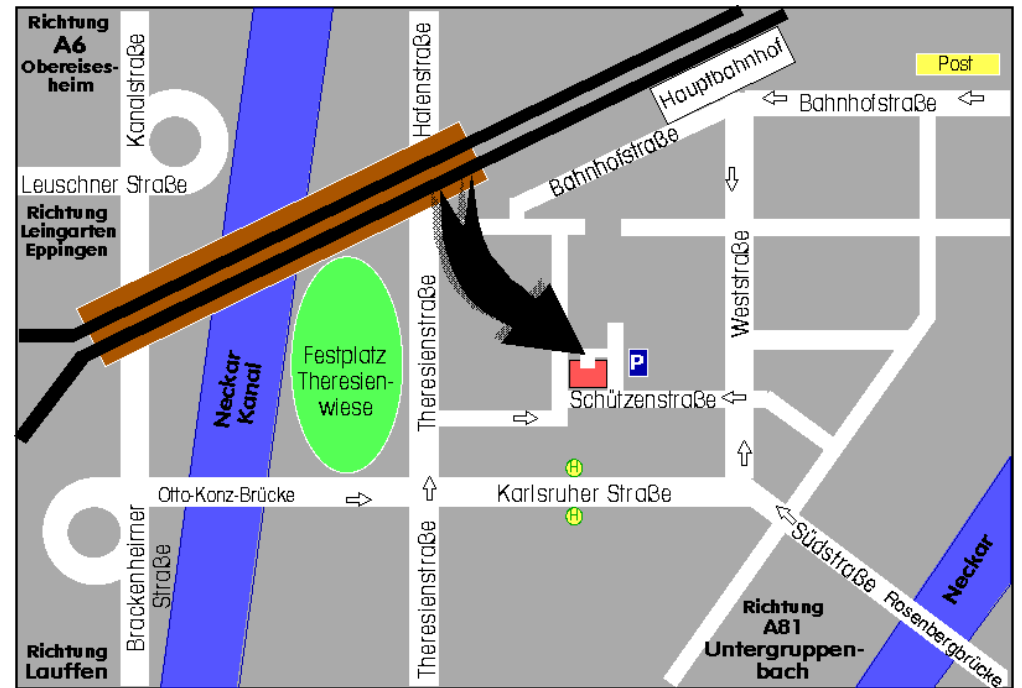 Richtung
A6
Obereises-
heim
Kanalstraße
Hafenstraße
Hauptbahnhof
Post
Bahnhofstraße
Bahnhofstraße
Leuschner Straße
Richtung
Leingarten
Eppingen
Weststraße
Theresienstraße
Festplatz
Theresien-
wiese
Neckar
Kanal
P
Schützenstraße
H
Otto-Konz-Brücke
Karlsruher Straße
H
Brackenheimer
Straße
Theresienstraße
Südstraße
Rosenbergbrücke
Neckar
Richtung
A81
Untergruppen-
bach
Richtung
Lauffen